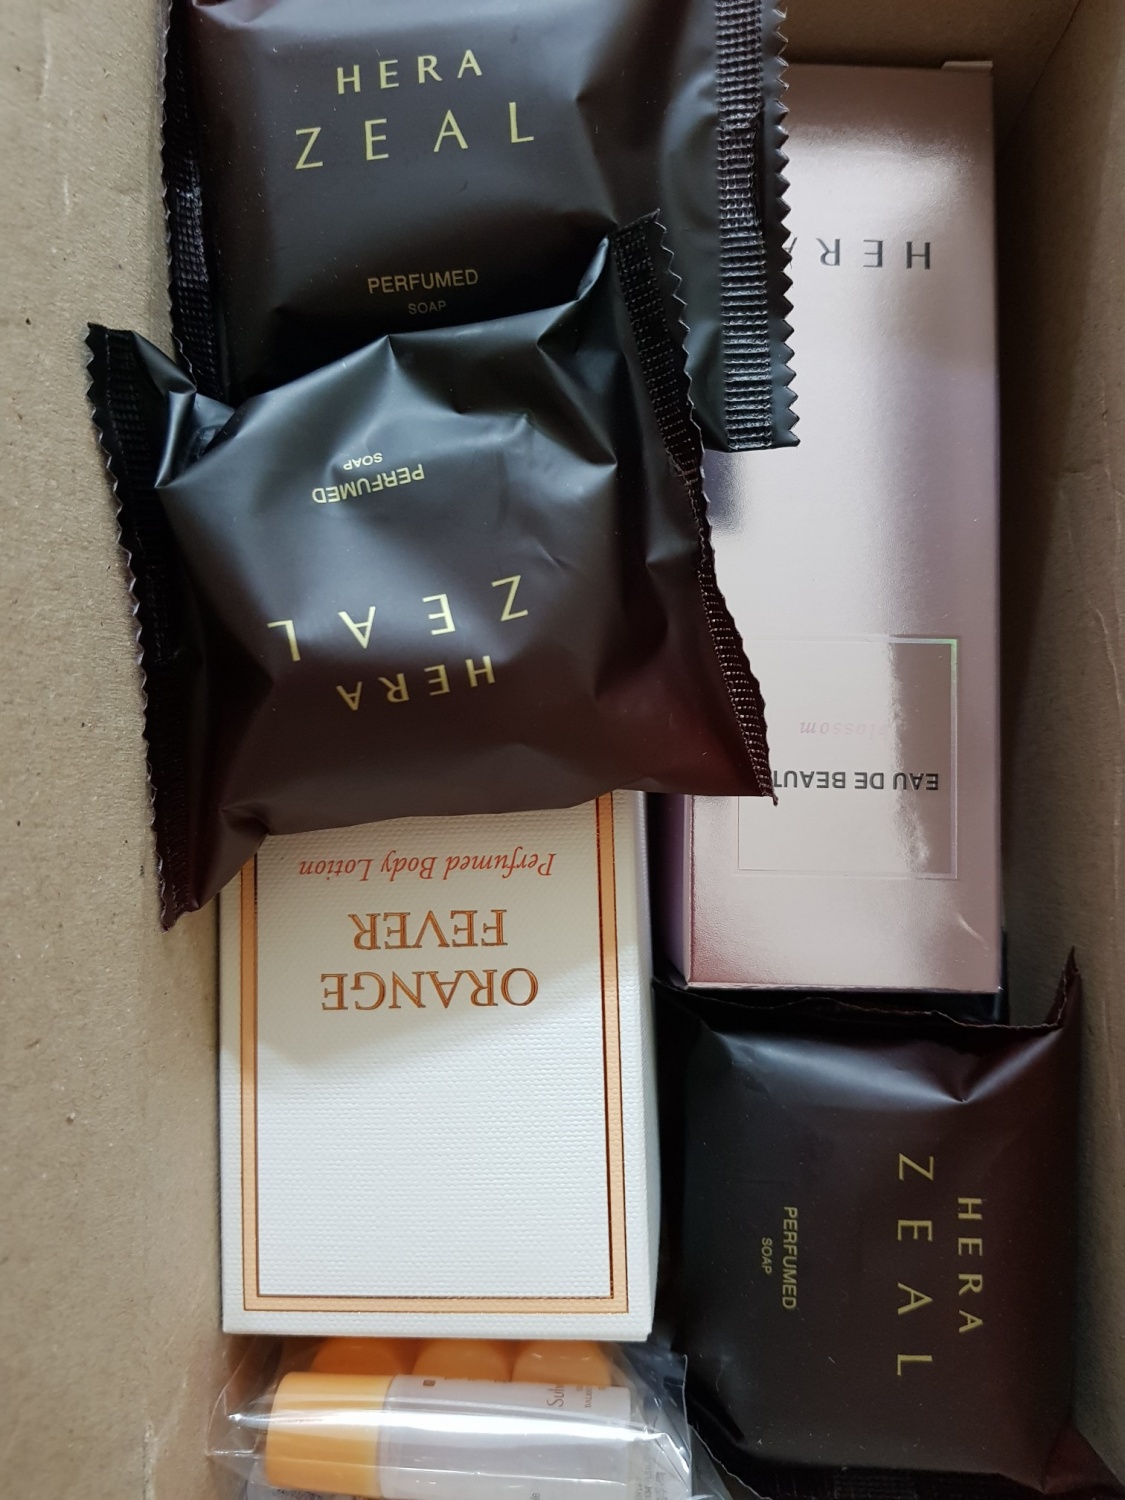 HERA
ZEAL
PERFUMED
SOAP
HERA
HERA
ZEAL
PERFUMED
SOAP
EAU DE BEAUT
lossom
ORANGE
FEVER
Perfumed Body Lotion
HERA
ZEAL
PERFUMED
SOAP